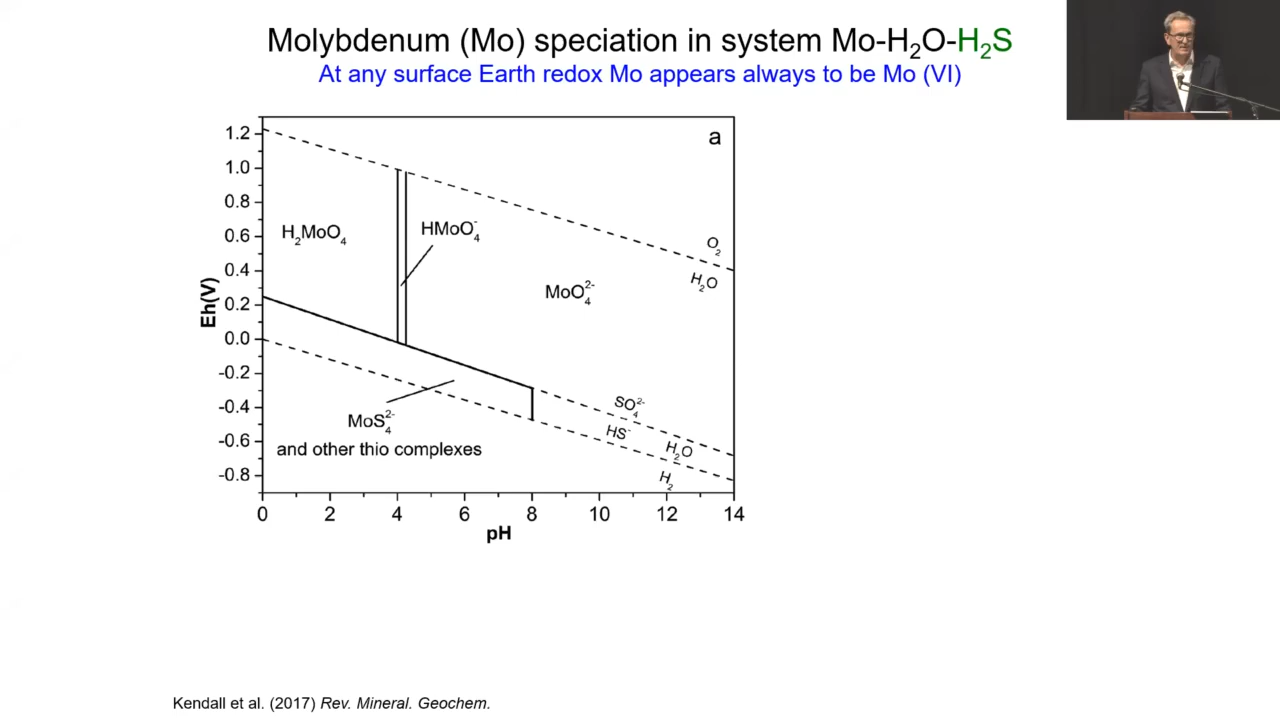 Molybdenum (Mo) speciation in system Mo-H₂O-H₂S
At any surface Earth redox Mo appears always to be Mo (VI)
a
1.2
1.0
0.8
0.6
0.4
0.2
0.0
-0.2
-0.4
-0.6
-0.8
Eh(V)
H₂MoO₄
HMoO₄⁻
MoO₄²⁻
O₂
H₂O
SO₄²⁻
HS⁻
H₂O
H₂
MoS₄²⁻
and other thio complexes
0 2 4 6 8 10 12 14
pH
Kendall et al. (2017) Rev. Mineral. Geochem.